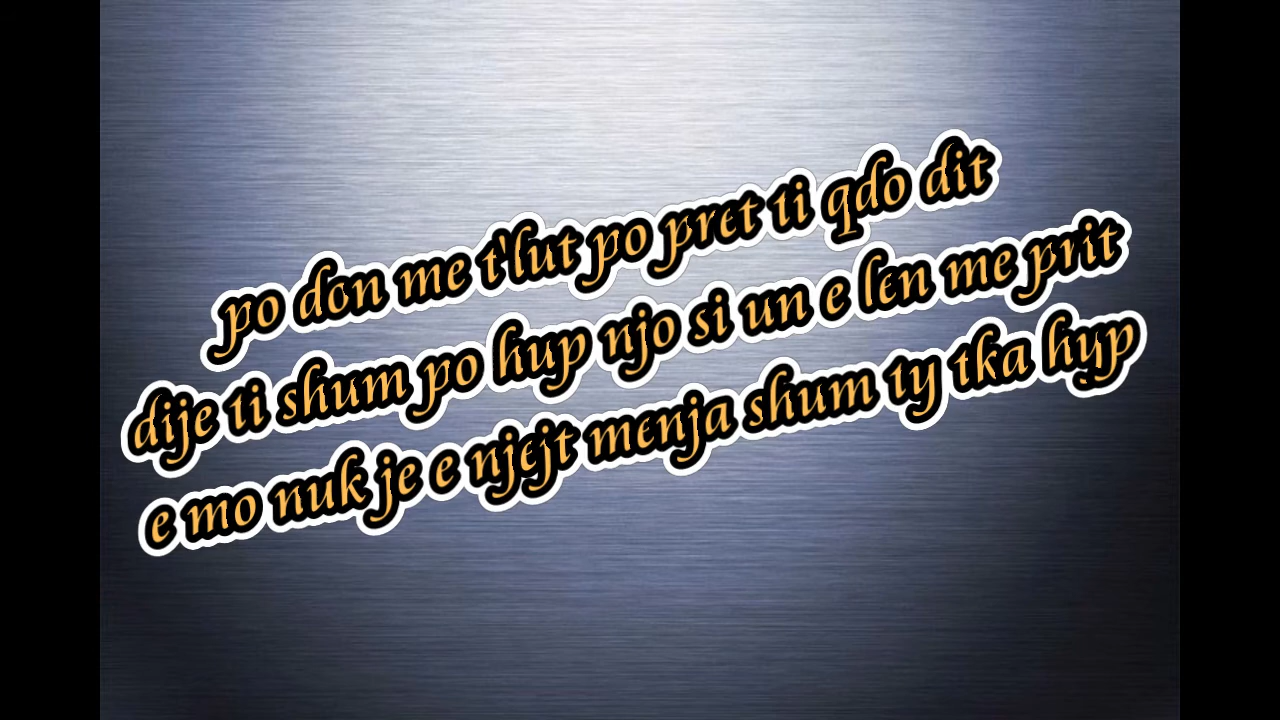 po don me t'lut po pret ti qdo dit
dije ti shum po hup njo si un e len me prit
e mo nuk je e njejt menja shum ty tka hyp